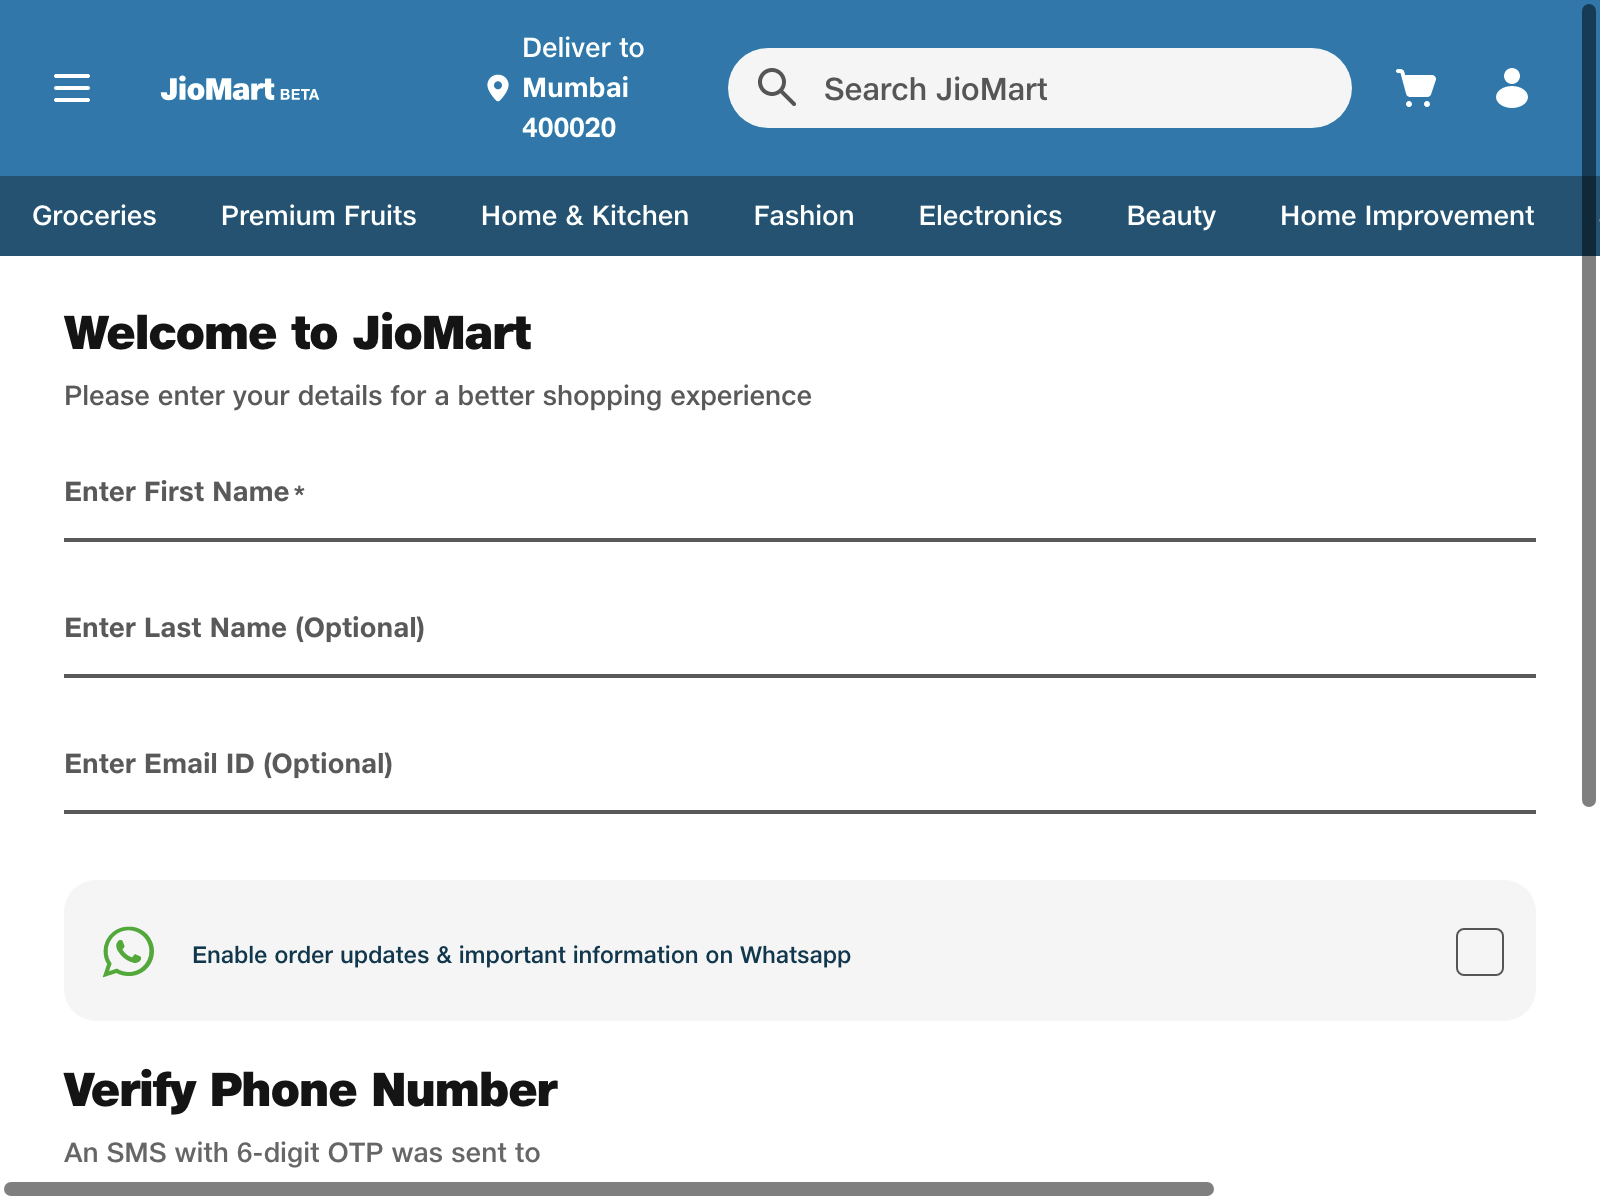 JioMart BETA
Deliver to
Mumbai
400020
Search JioMart
Groceries Premium Fruits Home & Kitchen Fashion Electronics Beauty Home Improvement
Welcome to JioMart
Please enter your details for a better shopping experience
Enter First Name *
Enter Last Name (Optional)
Enter Email ID (Optional)
Enable order updates & important information on Whatsapp
Verify Phone Number
An SMS with 6-digit OTP was sent to